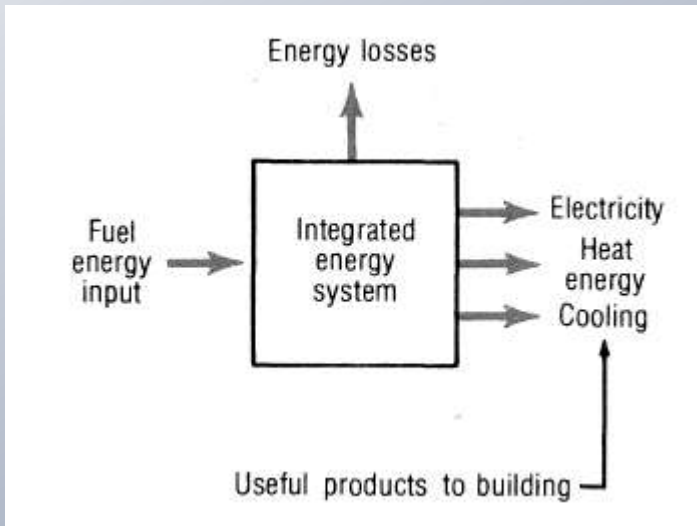 Energy losses
Fuel
energy
input
Integrated
energy
system
Electricity
Heat
energy
Cooling
Useful products to building